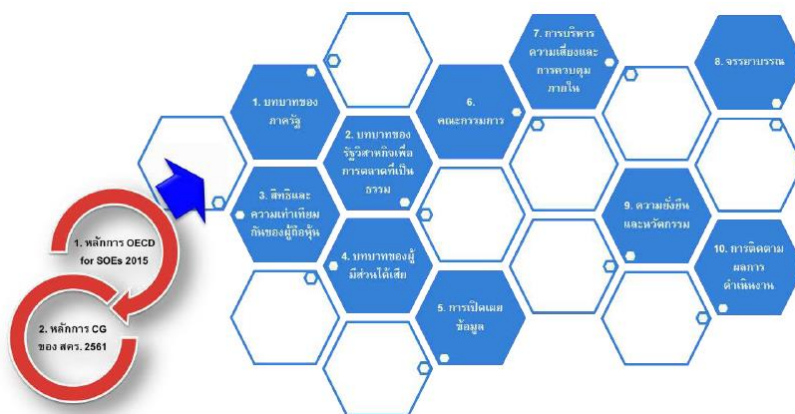 1. หลักการ OECD
for SOEs 2015
2. หลักการ CG
ของ สคร. 2561
1. บทบาทของ
ภาครัฐ
2. บทบาทของ
รัฐวิสาหกิจเพื่อ
การตลาดที่เป็น
ธรรม
3. สิทธิและ
ความเท่าเทียม
กันของผู้ถือหุ้น
4. บทบาทของผู้
มีส่วนได้เสีย
5. การเปิดเผย
ข้อมูล
6.
คณะกรรมการ
7. การบริหาร
ความเสี่ยงและ
การควบคุม
ภายใน
8. จรรยาบรรณ
9. ความยั่งยืน
และนวัตกรรม
10. การติดตาม
ผลการ
ดำเนินงาน